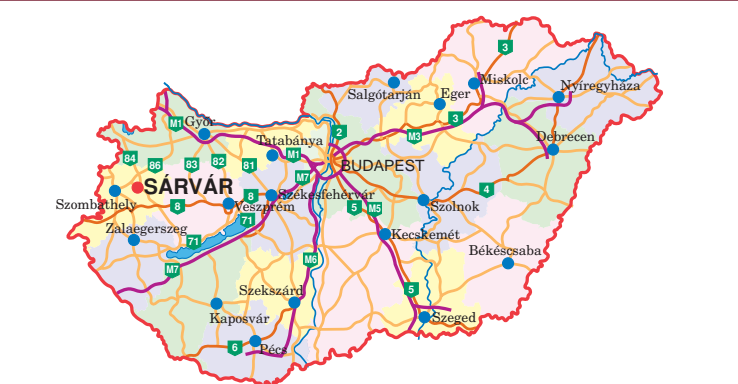 3
Miskolc
Salgótarján
Eger
Nyíregyháza
M1
Győr
2
3
M3
Debrecen
Tatabánya
84
86
83
82
81
M1
BUDAPEST
M7
SÁRVÁR
Szombathely
8
Veszprém
8
Székesfehérvár
5
M5
Szolnok
4
71
Zalaegerszeg
71
Kecskemét
Békéscsaba
M7
M6
Szekszárd
5
Kaposvár
Szeged
6
Pécs